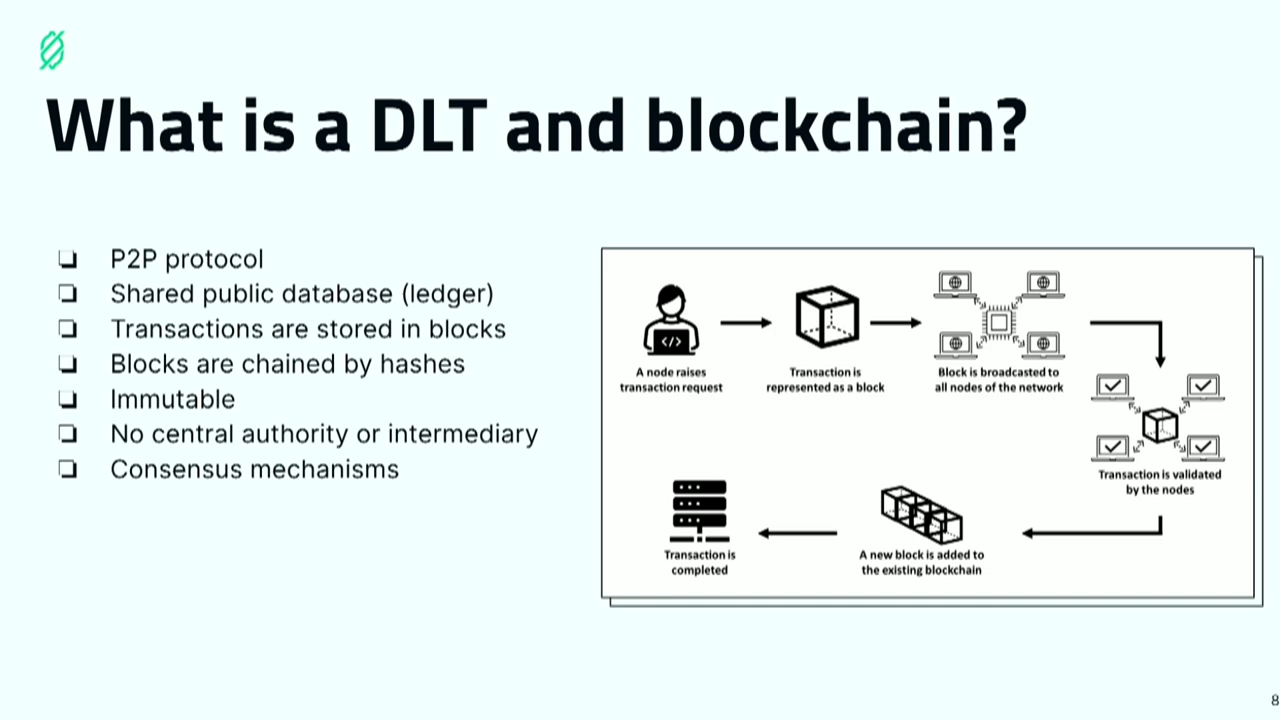 What is a DLT and blockchain?
P2P protocol
Shared public database (ledger)
Transactions are stored in blocks
Blocks are chained by hashes
Immutable
No central authority or intermediary
Consensus mechanisms
</>
A node raises
transaction request
Transaction is
represented as a block
Block is broadcasted to
all nodes of the network
Transaction is validated
by the nodes
A new block is added to
the existing blockchain
Transaction is
completed
8